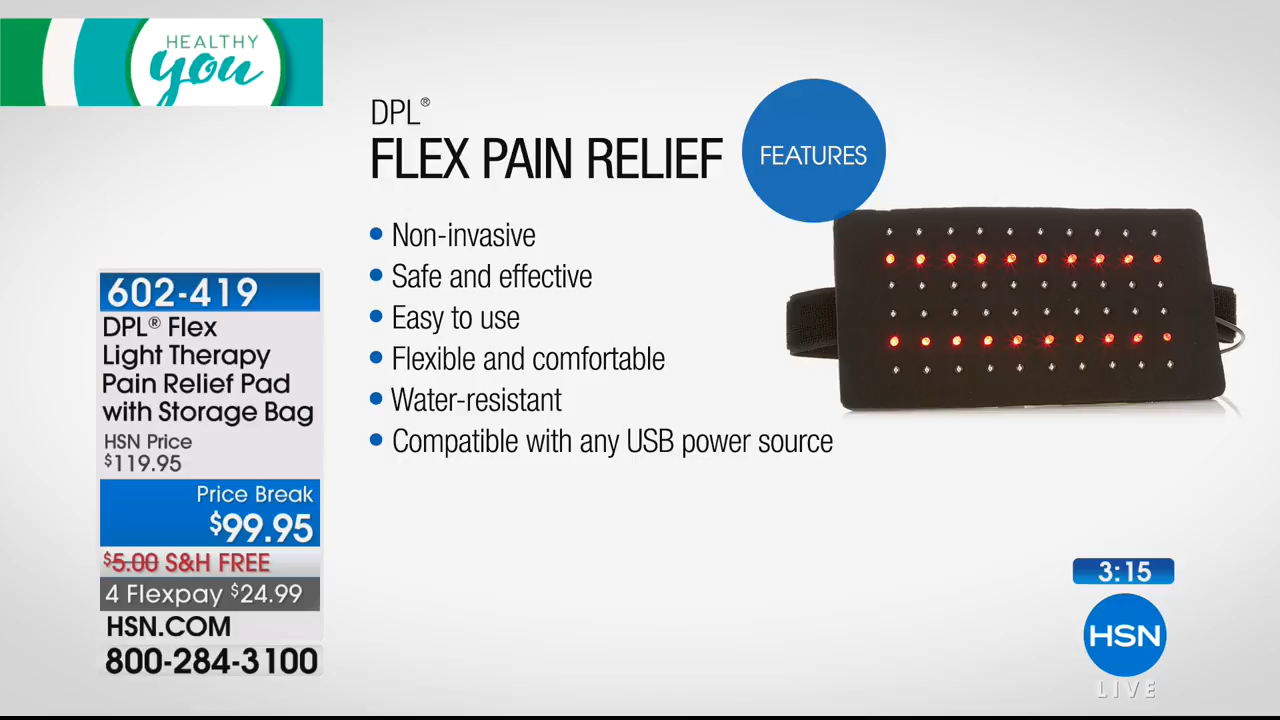 HEALTHY
you
DPL®
FLEX PAIN RELIEF
FEATURES
• Non-invasive
• Safe and effective
• Easy to use
• Flexible and comfortable
• Water-resistant
• Compatible with any USB power source
602-419
DPL® Flex
Light Therapy
Pain Relief Pad
with Storage Bag
HSN Price
$119.95
Price Break
$99.95
$5.00 S&H FREE
4 Flexpay $24.99
HSN.COM
800-284-3100
3:15
HSN
LIVE